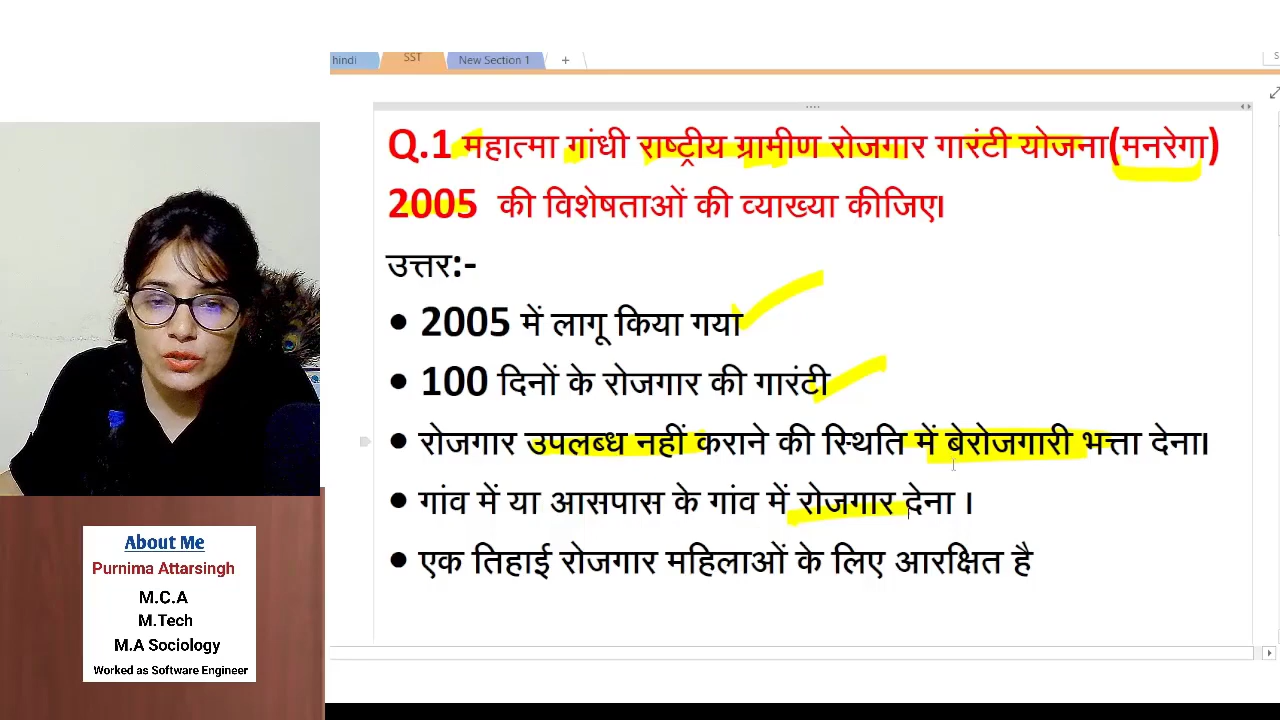 hindi SST New Section 1 +
Q.1 महात्मा गांधी राष्ट्रीय ग्रामीण रोजगार गारंटी योजना(मनरेगा)
2005 की विशेषताओं की व्याख्या कीजिए।
उत्तर:-
• 2005 में लागू किया गया
• 100 दिनों के रोजगार की गारंटी
• रोजगार उपलब्ध नहीं कराने की स्थिति में बेरोजगारी भत्ता देना।
• गांव में या आसपास के गांव में रोजगार देना ।
• एक तिहाई रोजगार महिलाओं के लिए आरक्षित है
About Me
Purnima Attarsingh
M.C.A
M.Tech
M.A Sociology
Worked as Software Engineer